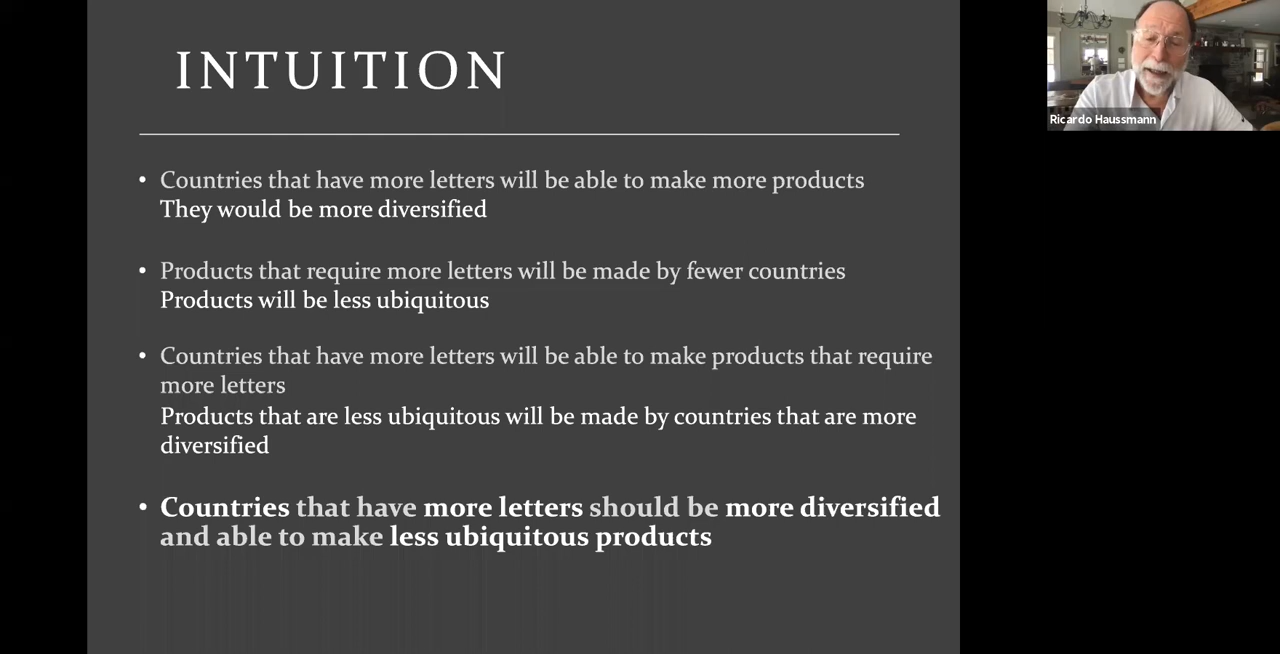 INTUITION
• Countries that have more letters will be able to make more products
They would be more diversified
• Products that require more letters will be made by fewer countries
Products will be less ubiquitous
• Countries that have more letters will be able to make products that require
more letters
Products that are less ubiquitous will be made by countries that are more
diversified
• Countries that have more letters should be more diversified
and able to make less ubiquitous products
Ricardo Haussmann